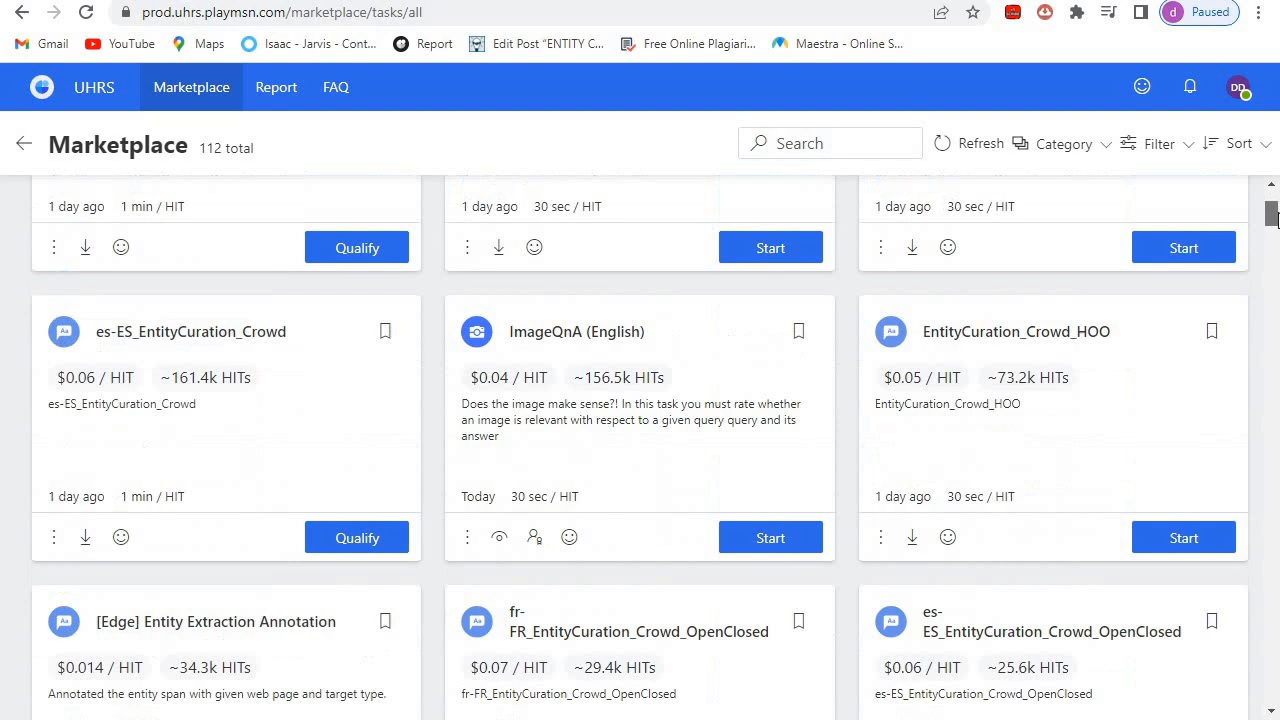 prod.uhrs.playmsn.com/marketplace/tasks/all
d Paused
Gmail YouTube Maps Isaac - Jarvis - Cont... Report Edit Post "ENTITY C... Free Online Plagiari... Maestra - Online S...
UHRS Marketplace Report FAQ DD
Marketplace 112 total Search Refresh Category Filter Sort
1 day ago 1 min / HIT
Qualify
1 day ago 30 sec / HIT
Start
1 day ago 30 sec / HIT
Start
Aa es-ES_EntityCuration_Crowd
$0.06 / HIT ~161.4k HITs
es-ES_EntityCuration_Crowd
1 day ago 1 min / HIT
Qualify
ImageQnA (English)
$0.04 / HIT ~156.5k HITs
Does the image make sense?! In this task you must rate whether
an image is relevant with respect to a given query query and its
answer
Today 30 sec / HIT
Start
Aa EntityCuration_Crowd_HOO
$0.05 / HIT ~73.2k HITs
EntityCuration_Crowd_HOO
1 day ago 30 sec / HIT
Start
Aa [Edge] Entity Extraction Annotation
$0.014 / HIT ~34.3k HITs
Annotated the entity span with given web page and target type.
Aa fr-
FR_EntityCuration_Crowd_OpenClosed
$0.07 / HIT ~29.4k HITs
fr-FR_EntityCuration_Crowd_OpenClosed
Aa es-
ES_EntityCuration_Crowd_OpenClosed
$0.06 / HIT ~25.6k HITs
es-ES_EntityCuration_Crowd_OpenClosed